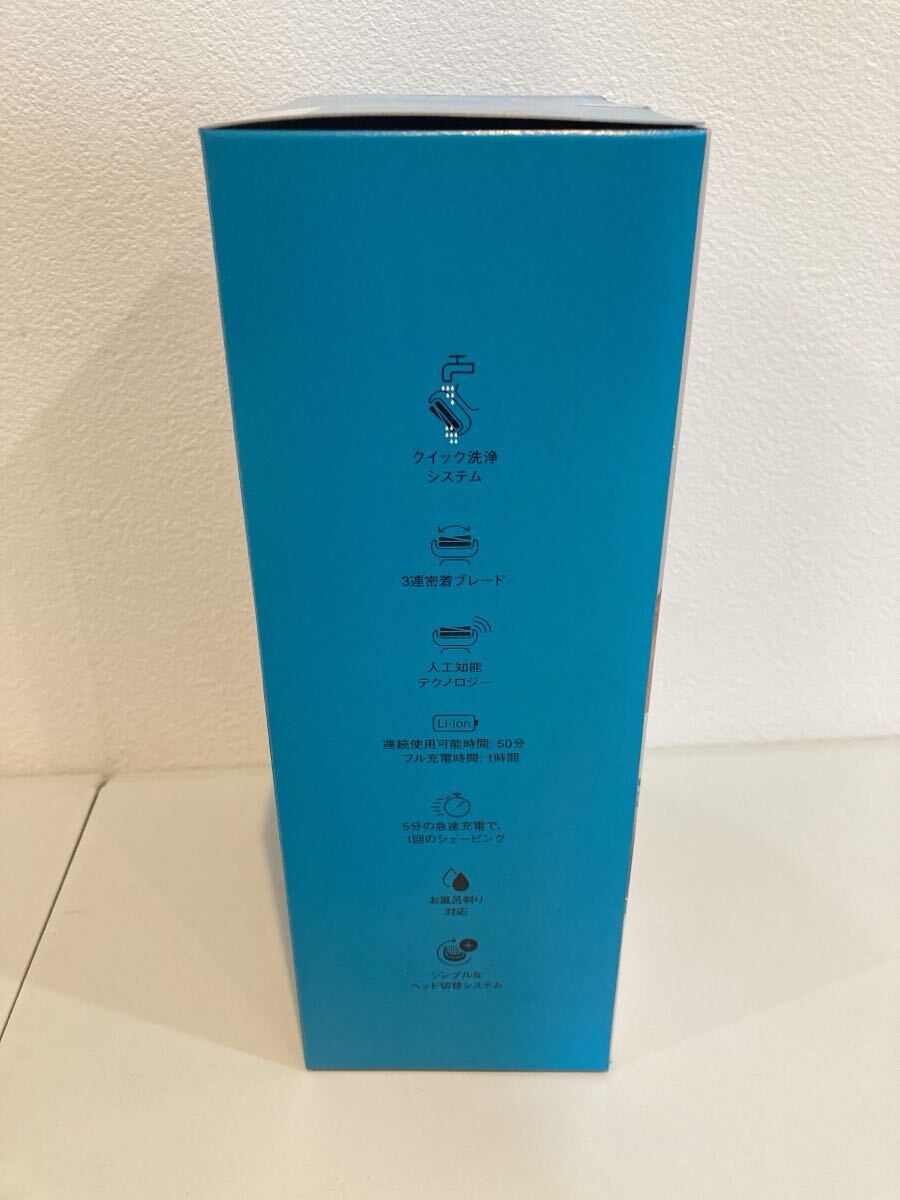 クイック洗浄
システム
3連密着ブレード
人工知能
テクノロジー
Li-Ion
連続使用可能時間: 50分
フル充電時間: 1時間
5分の急速充電で、
1回のシェービング
お風呂剃り
対応
シンプルな
ヘッド切替システム